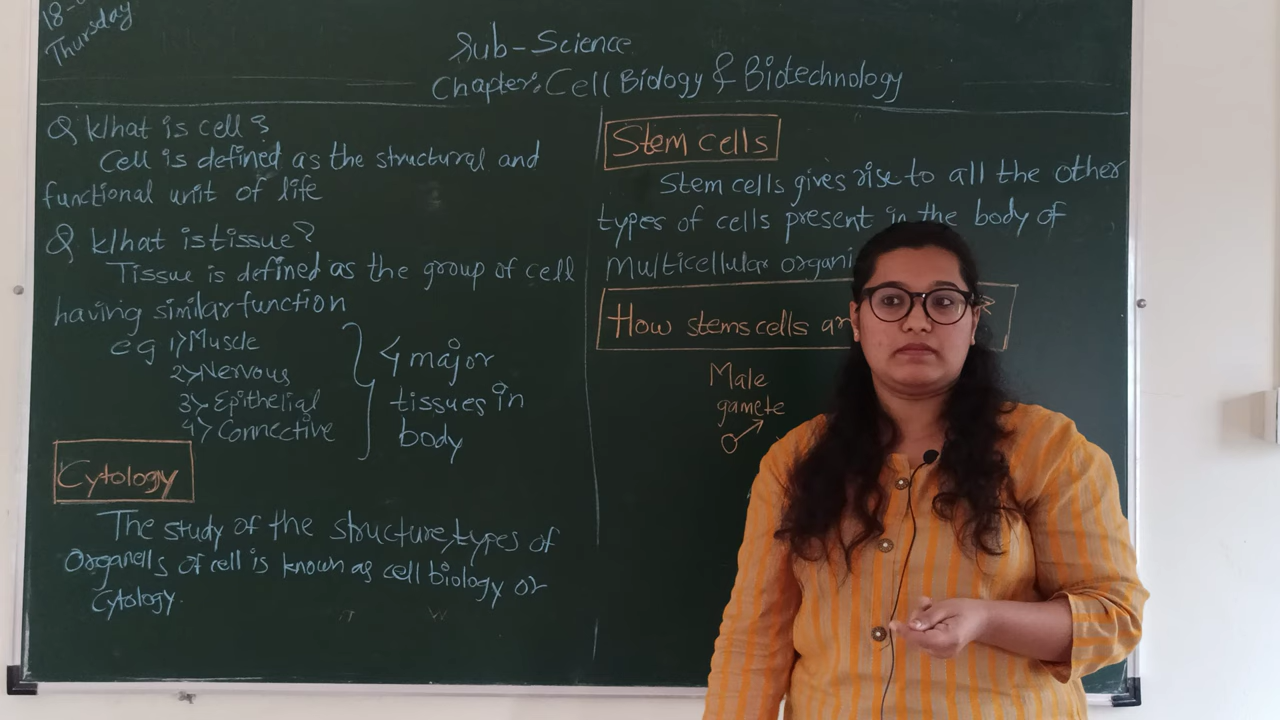 18-
Thursday
Sub-Science
Chapter: Cell Biology & Biotechnology
Q What is cell?
Cell is defined as the structural and
functional unit of life
Q What is tissue?
Tissue is defined as the group of cell
having similar function
eg 1) Muscle
2) Nervous
3) Epithelial
4) Connective
4 major
tissues in
body
Cytology
The study of the structure, types of
organells of cell is known as cell biology or
Cytology.
Stem cells
Stem cells gives rise to all the other
types of cells present in the body of
Multicellular organi
How stems cells ar
Male
gamete